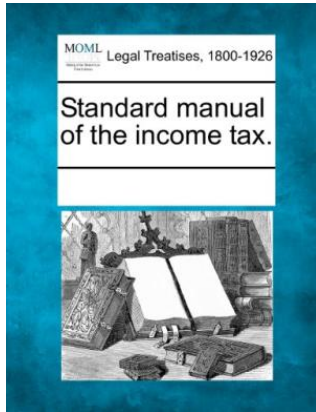 MOML
Legal Treatises, 1800-1926
Standard manual
of the income tax.